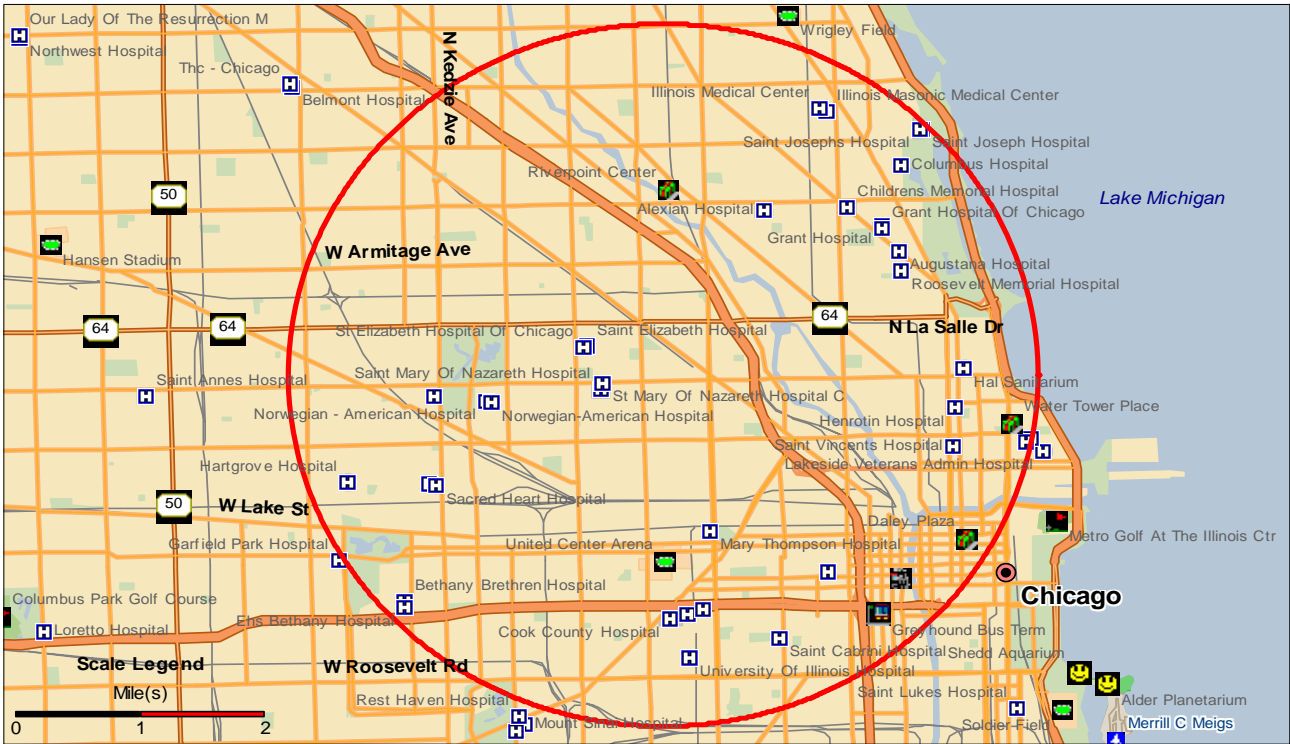 Our Lady Of The Resurrection M
Northwest Hospital
Wrigley Field
Thc - Chicago
Belmont Hospital
N Kedzie Ave
Illinois Medical Center
Illinois Masonic Medical Center
Saint Josephs Hospital
Saint Joseph Hospital
Columbus Hospital
Riverpoint Center
Childrens Memorial Hospital
50
Lake Michigan
Alexian Hospital
Grant Hospital Of Chicago
Grant Hospital
W Armitage Ave
Hansen Stadium
Augustana Hospital
Roosevelt Memorial Hospital
64
64
64
St Elizabeth Hospital Of Chicago
Saint Elizabeth Hospital
N La Salle Dr
Saint Annes Hospital
Saint Mary Of Nazareth Hospital
Hal Sanitarium
St Mary Of Nazareth Hospital C
Water Tower Place
Norwegian - American Hospital
Norwegian-American Hospital
Henrotin Hospital
Saint Vincents Hospital
Hartgrove Hospital
Lakeside Veterans Admin Hospital
Sacred Heart Hospital
50
W Lake St
Daley Plaza
Garfield Park Hospital
United Center Arena
Mary Thompson Hospital
Metro Golf At The Illinois Ctr
Bethany Brethren Hospital
Columbus Park Golf Course
Chicago
Ehs Bethany Hospital
Loretto Hospital
Cook County Hospital
Greyhound Bus Term
Saint Cabrini Hospital
Shedd Aquarium
Scale Legend
W Roosevelt Rd
University Of Illinois Hospital
Mile(s)
Rest Haven Hospital
Saint Lukes Hospital
Alder Planetarium
0 1 2
Mount Sinai Hospital
Soldier Field
Merrill C Meigs